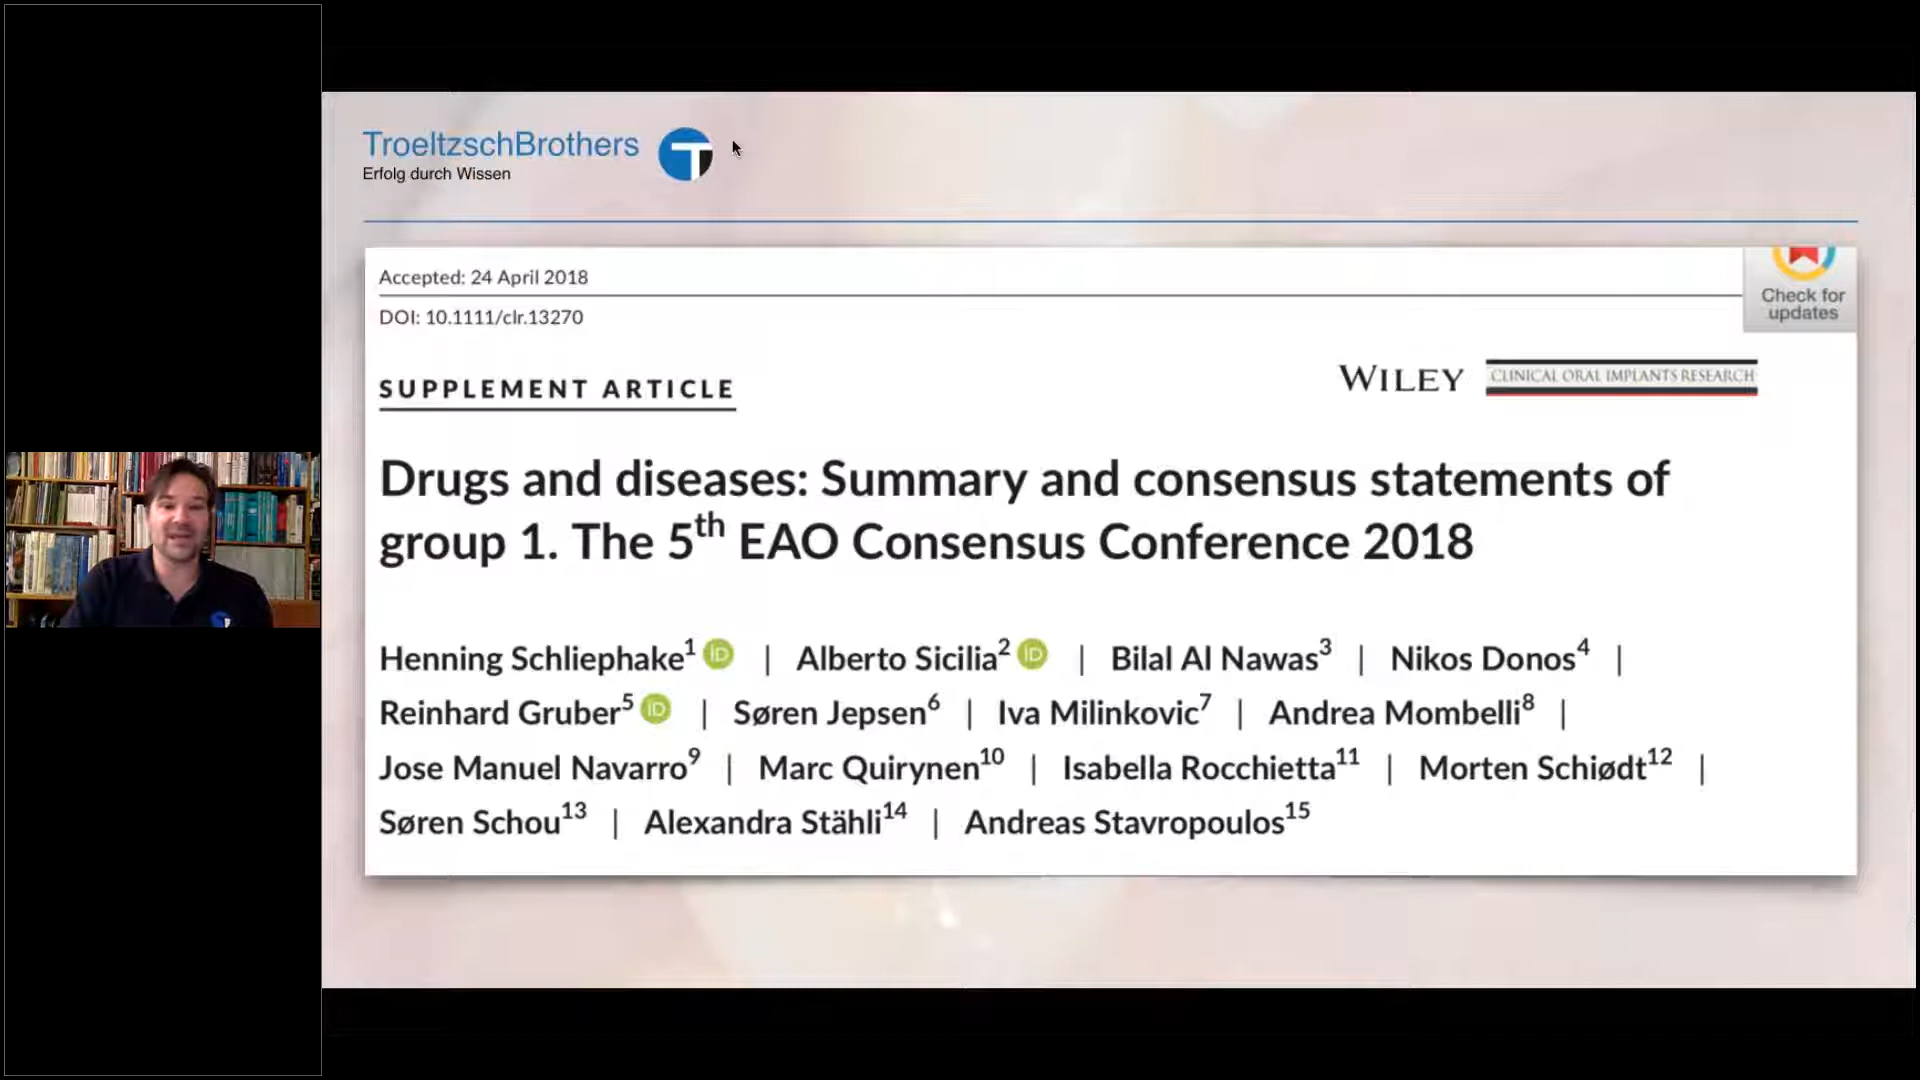 TroeltzschBrothers
Erfolg durch Wissen
T
Accepted: 24 April 2018
DOI: 10.1111/clr.13270
Check for
updates
SUPPLEMENT ARTICLE
WILEY CLINICAL ORAL IMPLANTS RESEARCH
Drugs and diseases: Summary and consensus statements of
group 1. The 5th EAO Consensus Conference 2018
Henning Schliephake1 iD | Alberto Sicilia2 iD | Bilal Al Nawas3 | Nikos Donos4 |
Reinhard Gruber5 iD | Søren Jepsen6 | Iva Milinkovic7 | Andrea Mombelli8 |
Jose Manuel Navarro9 | Marc Quirynen10 | Isabella Rocchietta11 | Morten Schiødt12 |
Søren Schou13 | Alexandra Stähli14 | Andreas Stavropoulos15